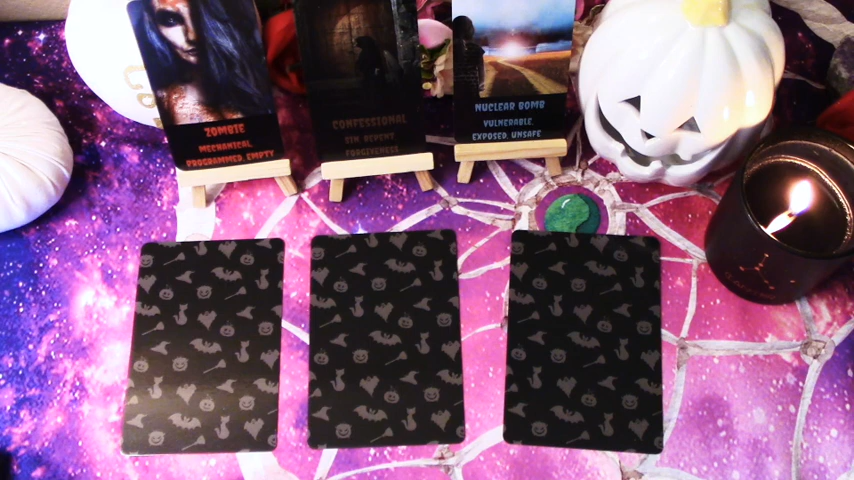 ZOMBIE
MECHANICAL,
PROGRAMMED, EMPTY
CONFESSIONAL
SIN, REPENT,
FORGIVENESS
NUCLEAR BOMB
VULNERABLE,
EXPOSED, UNSAFE